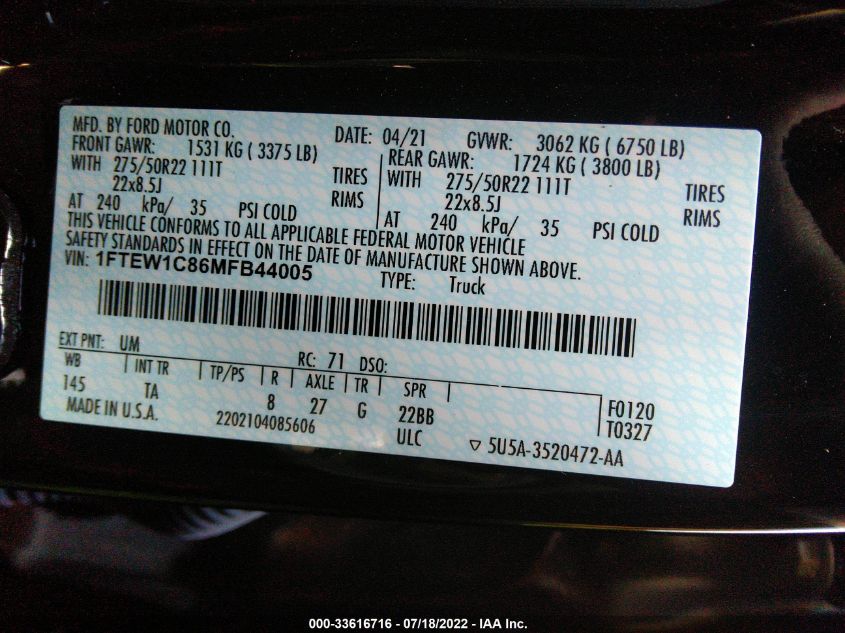 MFD. BY FORD MOTOR CO.
DATE: 04/21 GVWR: 3062 KG ( 6750 LB)
FRONT GAWR: 1531 KG ( 3375 LB)
WITH 275/50R22 111T TIRES
22x8.5J RIMS
AT 240 kPa/ 35 PSI COLD
REAR GAWR: 1724 KG ( 3800 LB)
WITH 275/50R22 111T TIRES
22x8.5J RIMS
AT 240 kPa/ 35 PSI COLD
THIS VEHICLE CONFORMS TO ALL APPLICABLE FEDERAL MOTOR VEHICLE
SAFETY STANDARDS IN EFFECT ON THE DATE OF MANUFACTURE SHOWN ABOVE.
VIN: 1FTEW1C86MFB44005 TYPE: Truck
EXT PNT: UM RC: 71 DSO:
WB INT TR TP/PS R AXLE TR SPR
145 TA 8 27 G 22BB
F0120
T0327
MADE IN U.S.A. 2202104085606 ULC
▽ 5U5A-3520472-AA
000-33616716 - 07/18/2022 - IAA Inc.